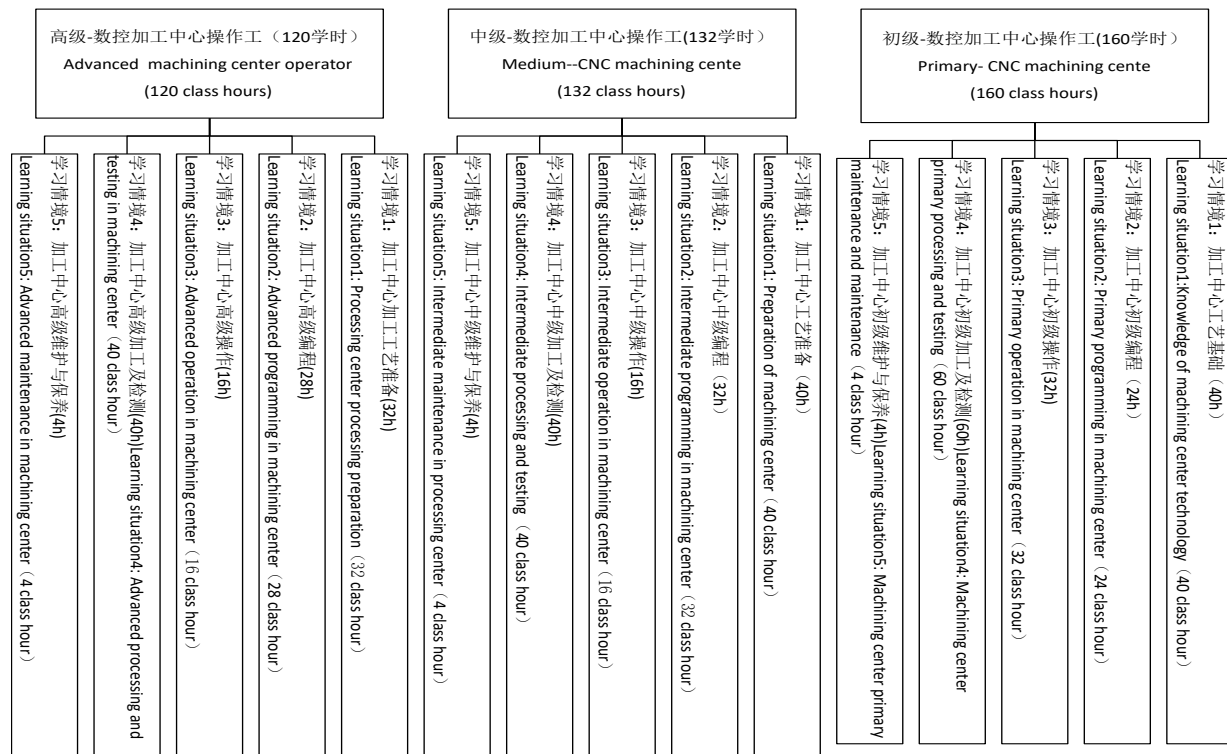 高级-数控加工中心操作工（120学时）
Advanced machining center operator
(120 class hours)
学习情境5：加工中心高级维护与保养(4h)
Learning situation5: Advanced maintenance in machining center（4 class hour）
学习情境4：加工中心高级加工及检测(40h)Learning situation4: Advanced processing and
testing in machining center（40 class hour）
学习情境3：加工中心高级操作(16h)
Learning situation3: Advanced operation in machining center（16 class hour）
学习情境2：加工中心高级编程(28h)
Learning situation2: Advanced programming in machining center（28 class hour）
学习情境1：加工中心加工工艺准备(32h)
Learning situation1: Processing center processing preparation（32 class hour）
中级-数控加工中心操作工(132学时）
Medium--CNC machining cente
(132 class hours)
学习情境5：加工中心中级维护与保养(4h)
Learning situation5: Intermediate maintenance in processing center（4 class hour）
学习情境4：加工中心中级加工及检测(40h)
Learning situation4: Intermediate processing and testing（40 class hour）
学习情境3：加工中心中级操作(16h)
Learning situation3: Intermediate operation in machining center（16 class hour）
学习情境2：加工中心中级编程（32h）
Learning situation2: Intermediate programming in machining center（32 class hour）
学习情境1：加工中心工艺准备（40h）
Learning situation1: Preparation of machining center（40 class hour）
初级-数控加工中心操作工(160学时）
Primary- CNC machining cente
(160 class hours)
学习情境5：加工中心初级维护与保养(4h)Learning situation5: Machining center primary
maintenance and maintenance（4 class hour）
学习情境4：加工中心初级加工及检测(60h)Learning situation4: Machining center
primary processing and testing（60 class hour）
学习情境3：加工中心初级操作(32h)
Learning situation3: Primary operation in machining center（32 class hour）
学习情境2：加工中心初级编程（24h）
Learning situation2: Primary programming in machining center（24 class hour）
学习情境1：加工中心工艺基础（40h）
Learning situation1:Knowledge of machining center technology（40 class hour）